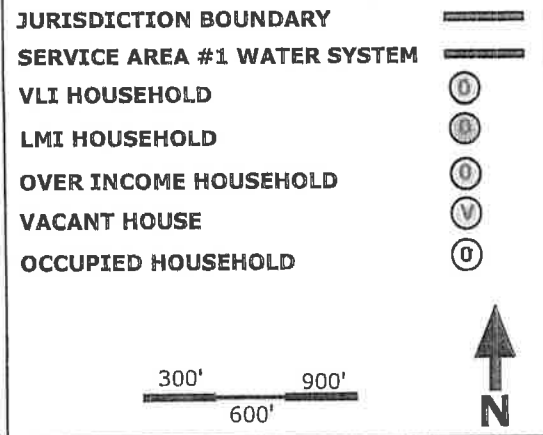 JURISDICTION BOUNDARY
SERVICE AREA #1 WATER SYSTEM
VLI HOUSEHOLD O
LMI HOUSEHOLD O
OVER INCOME HOUSEHOLD O
VACANT HOUSE V
OCCUPIED HOUSEHOLD O
300' 900'
600'
N